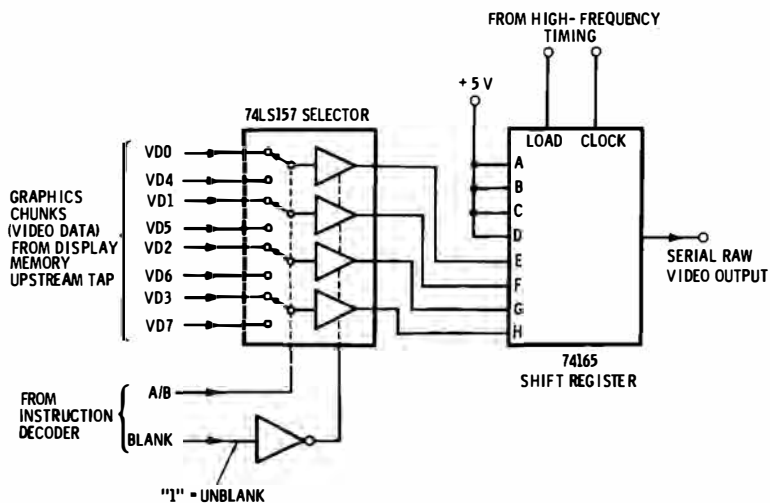 FROM HIGH-FREQUENCY
TIMING
+5 V
74LS157 SELECTOR
LOAD
CLOCK
GRAPHICS
CHUNKS
(VIDEO DATA)
FROM DISPLAY
MEMORY
UPSTREAM TAP
VD0
VD4
VD1
VD5
VD2
VD6
VD3
VD7
A
B
C
D
E
F
G
H
SERIAL RAW
VIDEO OUTPUT
74165
SHIFT REGISTER
FROM
INSTRUCTION
DECODER
A/B
BLANK
"1" = UNBLANK